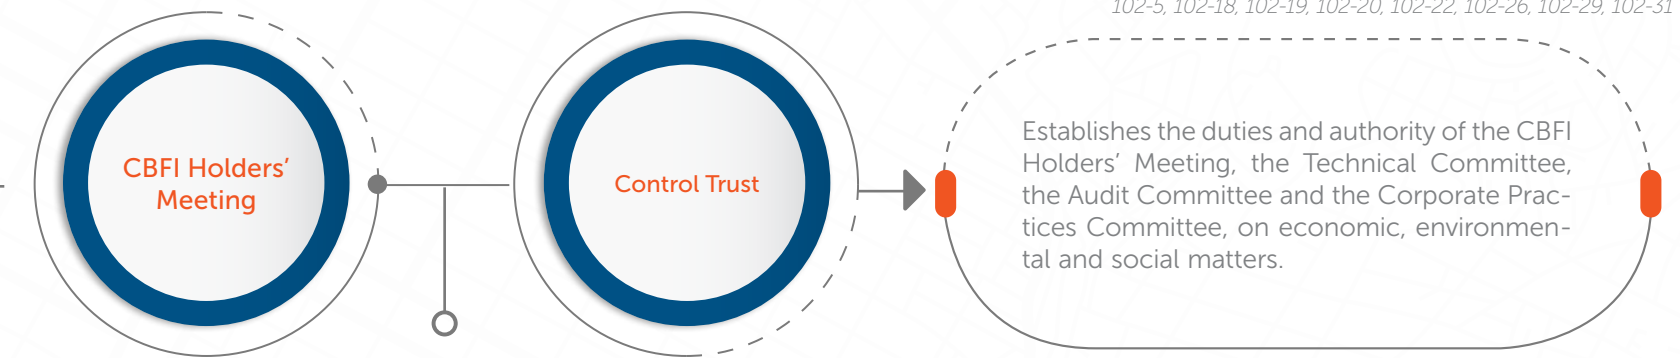 102-5, 102-18, 102-19, 102-20, 102-22, 102-26, 102-29, 102-31
CBFI Holders’
Meeting
Control Trust
Establishes the duties and authority of the CBFI
Holders’ Meeting, the Technical Committee,
the Audit Committee and the Corporate Prac-
tices Committee, on economic, environmen-
tal and social matters.